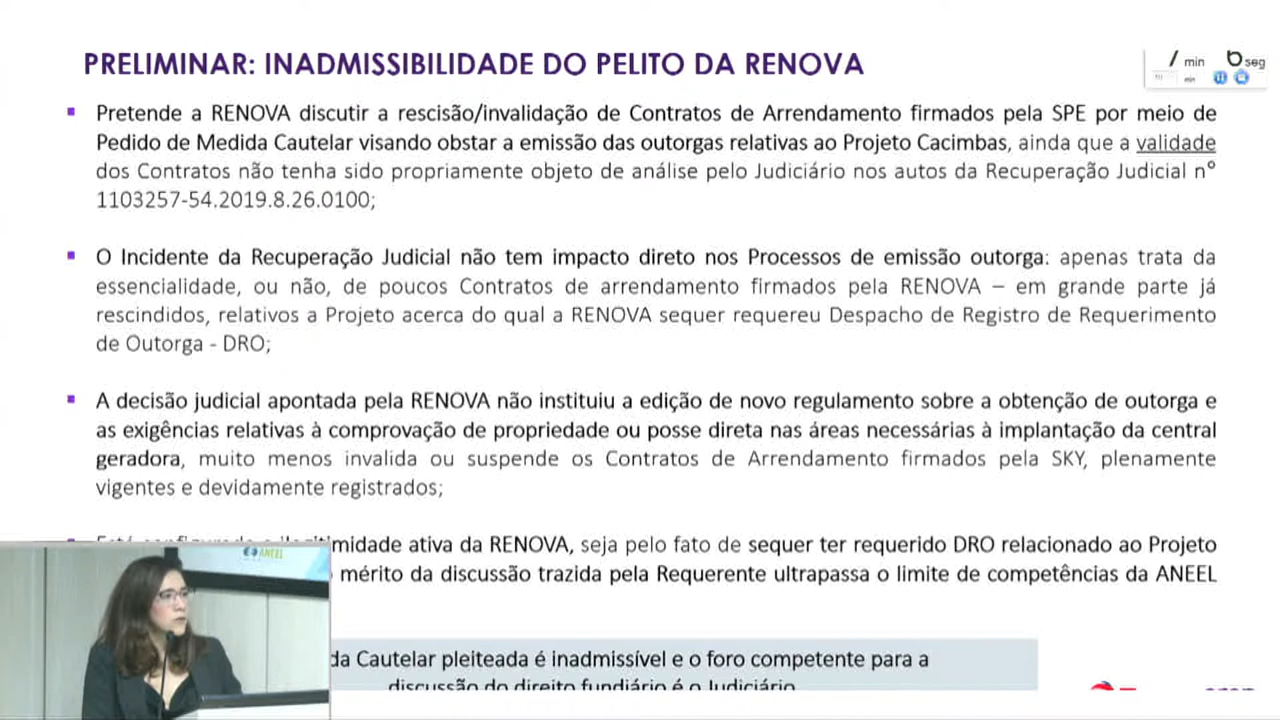 PRELIMINAR: INADMISSIBILIDADE DO PELITO DA RENOVA
min 6 seg
min
Pretende a RENOVA discutir a rescisão/invalidação de Contratos de Arrendamento firmados pela SPE por meio de
Pedido de Medida Cautelar visando obstar a emissão das outorgas relativas ao Projeto Cacimbas, ainda que a validade
dos Contratos não tenha sido propriamente objeto de análise pelo Judiciário nos autos da Recuperação Judicial nº
1103257-54.2019.8.26.0100;
O Incidente da Recuperação Judicial não tem impacto direto nos Processos de emissão outorga: apenas trata da
essencialidade, ou não, de poucos Contratos de arrendamento firmados pela RENOVA – em grande parte já
rescindidos, relativos a Projeto acerca do qual a RENOVA sequer requereu Despacho de Registro de Requerimento
de Outorga - DRO;
A decisão judicial apontada pela RENOVA não instituiu a edição de novo regulamento sobre a obtenção de outorga e
as exigências relativas à comprovação de propriedade ou posse direta nas áreas necessárias à implantação da central
geradora, muito menos invalida ou suspende os Contratos de Arrendamento firmados pela SKY, plenamente
vigentes e devidamente registrados;
ativa da RENOVA, seja pelo fato de sequer ter requerido DRO relacionado ao Projeto
mérito da discussão trazida pela Requerente ultrapassa o limite de competências da ANEEL
ANEEL
da Cautelar pleiteada é inadmissível e o foro competente para a
discussão do direito fundiário é o Judiciário